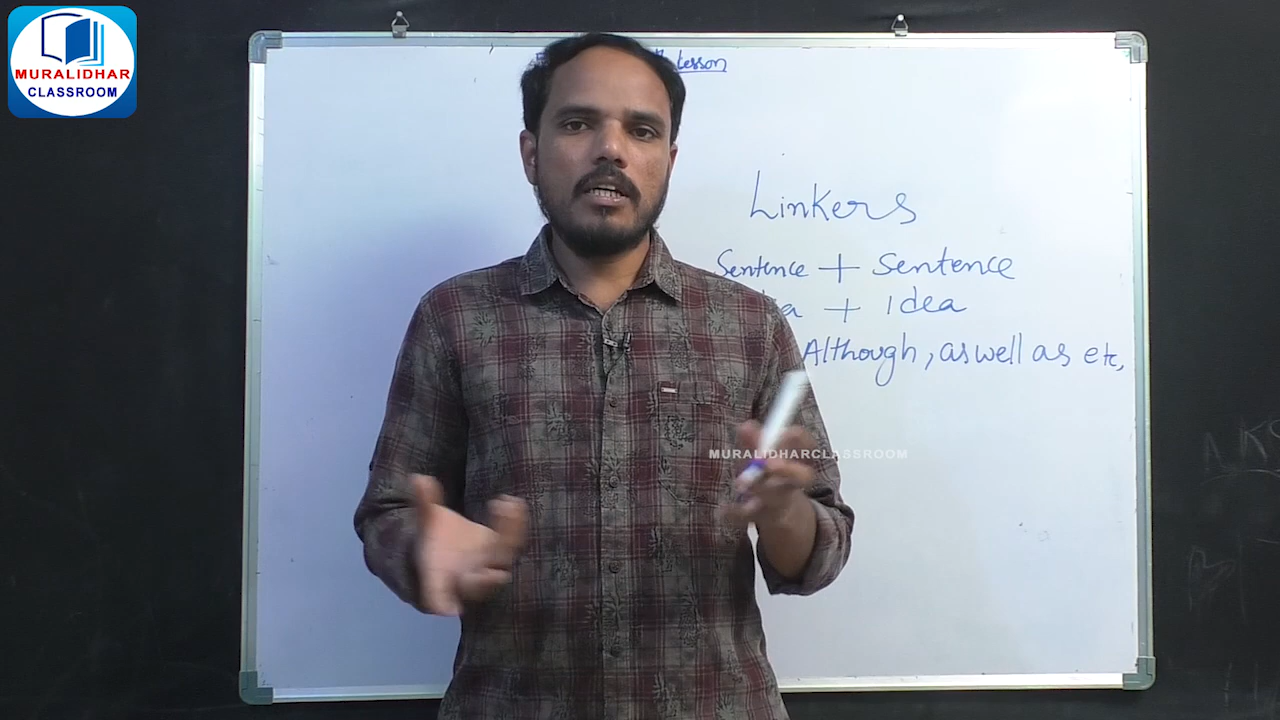 MURALIDHAR
CLASSROOM
Lesson
Linkers
Sentence + Sentence
+ Idea
Although, as well as etc,
MURALIDHARCLASSROOM